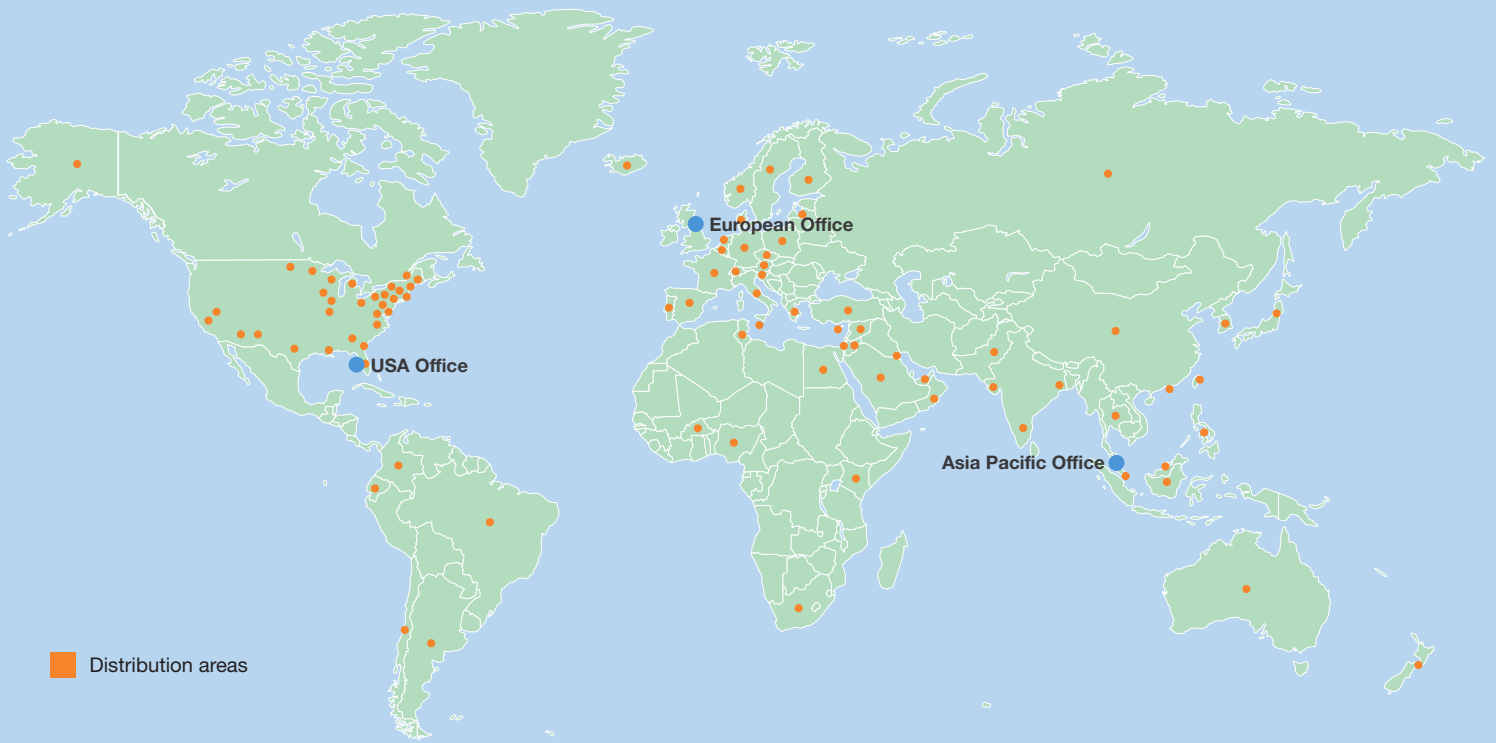 European Office
USA Office
Asia Pacific Office
Distribution areas